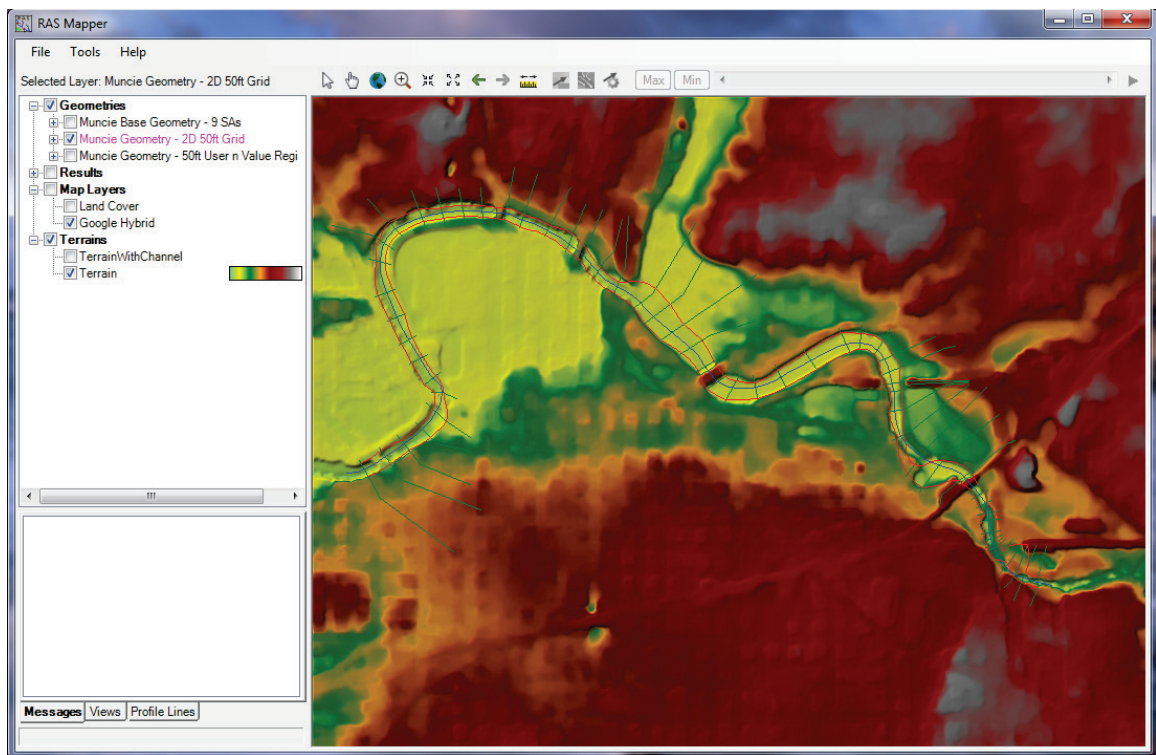 RAS Mapper
File Tools Help
Selected Layer: Muncie Geometry - 2D 50ft Grid
Max Min
Geometries
Muncie Base Geometry - 9 SAs
Muncie Geometry - 2D 50ft Grid
Muncie Geometry - 50ft User n Value Regi
Results
Map Layers
Land Cover
Google Hybrid
Terrains
TerrainWithChannel
Terrain
Messages Views Profile Lines